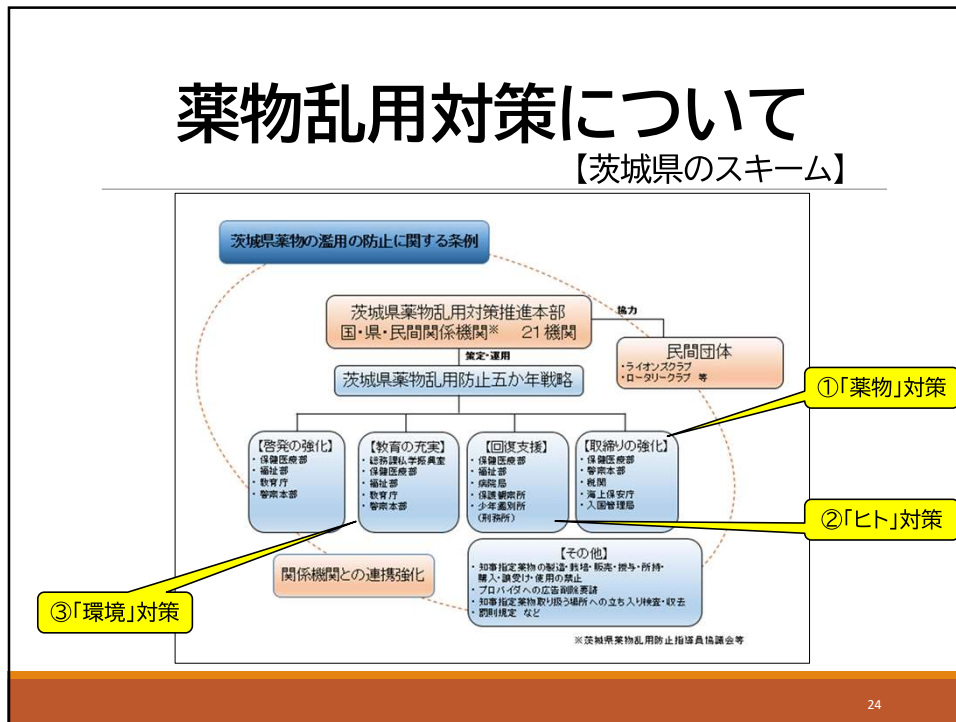 薬物乱用対策について
【茨城県のスキーム】
茨城県薬物の濫用の防止に関する条例
茨城県薬物乱用対策推進本部
国・県・民間関係機関※ 21機関
協力
民間団体
・ライオンズクラブ
・ロータリークラブ 等
策定・運用
茨城県薬物乱用防止五か年戦略
①「薬物」対策
【啓発の強化】
・保健医療部
・福祉部
・教育庁
・警察本部
【教育の充実】
・総務課私学振興室
・保健医療部
・福祉部
・教育庁
・警察本部
【回復支援】
・保健医療部
・福祉部
・病院局
・保護観察所
・少年鑑別所
(刑務所)
【取締りの強化】
・保健医療部
・警察本部
・税関
・海上保安庁
・入国管理局
②「ヒト」対策
関係機関との連携強化
【その他】
・知事指定薬物の製造・栽培・販売・授与・所持・
購入・譲受け・使用の禁止
・プロバイダへの広告削除要請
・知事指定薬物取り扱う場所への立ち入り検査・収去
・罰則規定 など
③「環境」対策
※茨城県薬物乱用防止指導員協議会等
24